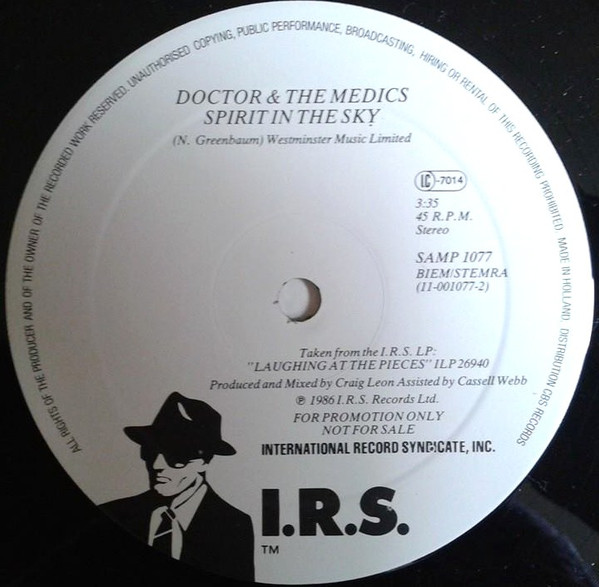 ALL RIGHTS OF THE PRODUCER AND OF THE OWNER OF THE RECORDED WORK RESERVED. UNAUTHORISED COPYING, PUBLIC PERFORMANCE, BROADCASTING, HIRING OR RENTAL OF THIS RECORDING PROHIBITED. MADE IN HOLLAND. DISTRIBUTION CBS RECORDS
DOCTOR & THE MEDICS
SPIRIT IN THE SKY
(N. Greenbaum) Westminster Music Limited
LC-7014
3:35
45 R.P.M.
Stereo
SAMP 1077
BIEM/STEMRA
(11-001077-2)
Taken from the I.R.S. LP:
"LAUGHING AT THE PIECES" ILP 26940
Produced and Mixed by Craig Leon Assisted by Cassell Webb
℗ 1986 I.R.S. Records Ltd.
FOR PROMOTION ONLY
NOT FOR SALE
INTERNATIONAL RECORD SYNDICATE, INC.
I.R.S.
TM